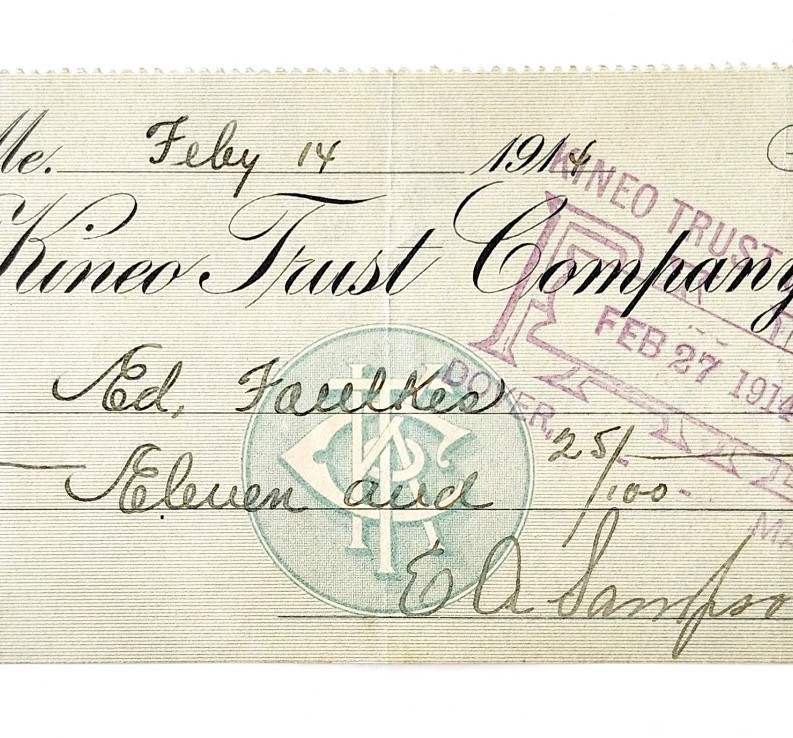 Me. Feby 14 1914
Kineo Trust Company
Ed. Faulkes
Eleven and 25/100
E A Sampso
KINEO TRUST
FEB 27 1914
DOVER,